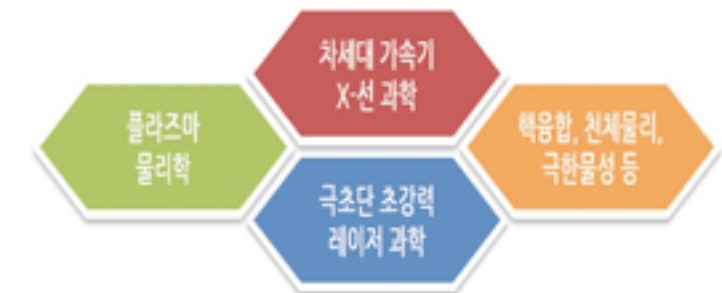 차세대 가속기
X-선 과학
플라즈마
물리학
핵융합, 천체물리,
극한물성 등
극초단 초강력
레이저 과학